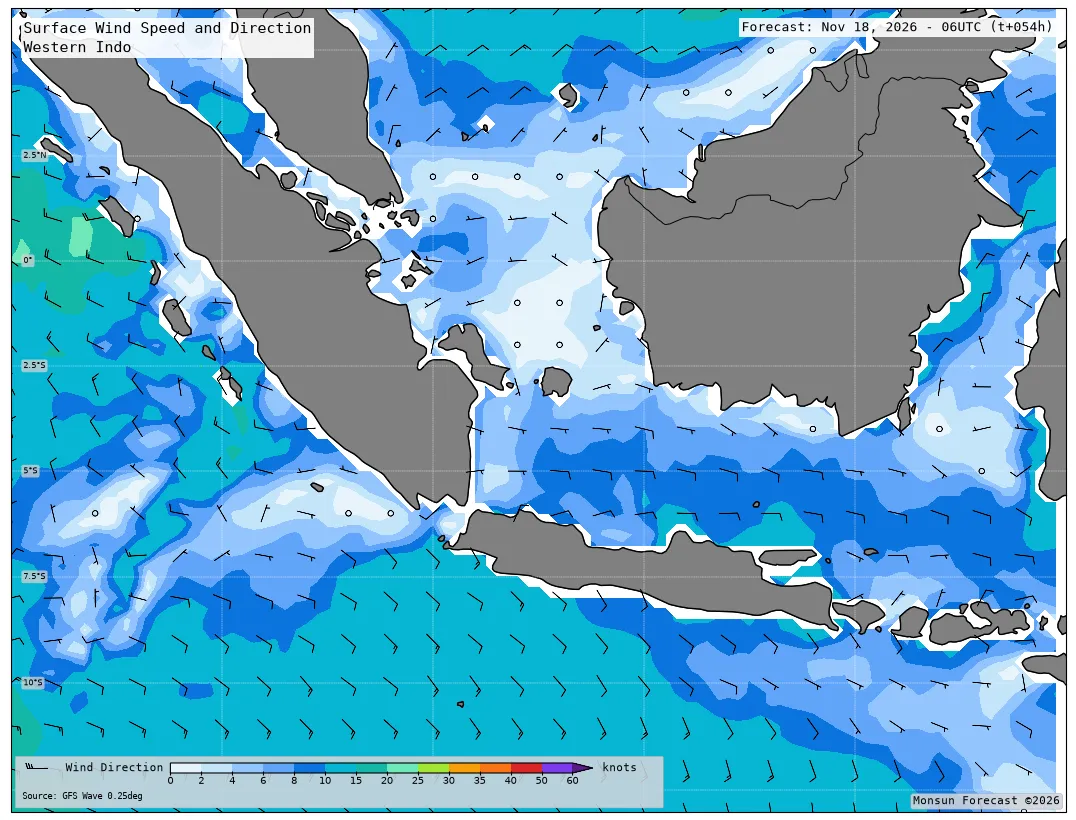 Surface Wind Speed and Direction
Western Indo
Forecast: Nov 18, 2026 - 06UTC (t+054h)
2.5°N
0°
2.5°S
5°S
7.5°S
10°S
Wind Direction
0 2 4 6 8 10 15 20 25 30 35 40 50 60
knots
Source: GFS Wave 0.25deg
Monsun Forecast ©2026